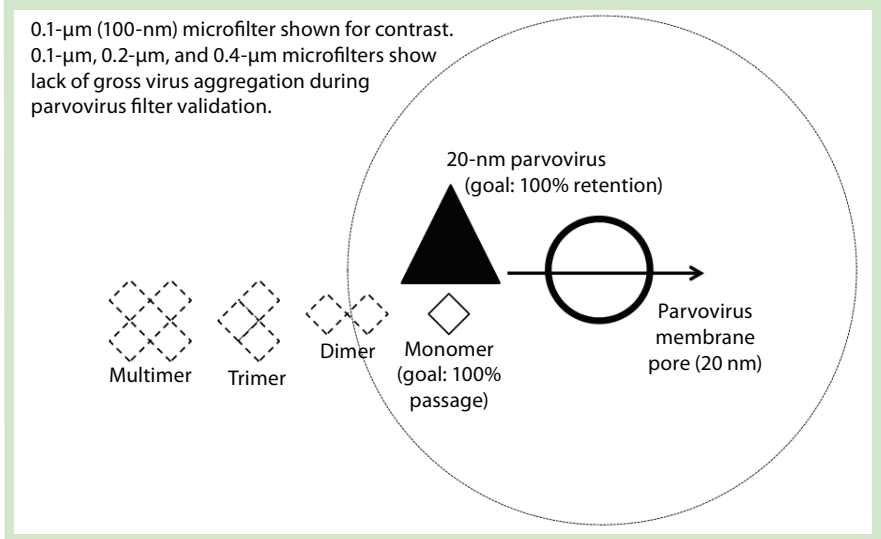 0.1-µm (100-nm) microfilter shown for contrast.
0.1-µm, 0.2-µm, and 0.4-µm microfilters show
lack of gross virus aggregation during
parvovirus filter validation.
20-nm parvovirus
(goal: 100% retention)
Parvovirus
membrane
pore (20 nm)
Multimer
Trimer
Dimer
Monomer
(goal: 100%
passage)